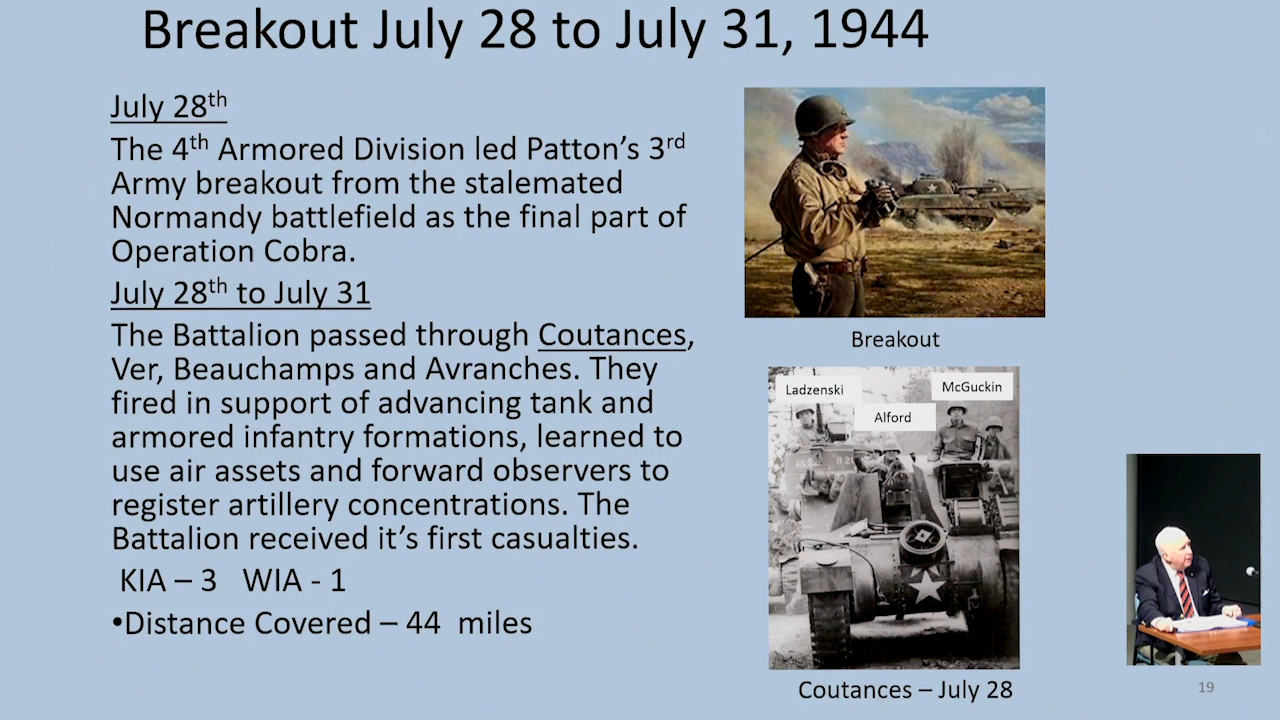 Breakout July 28 to July 31, 1944
July 28th
The 4th Armored Division led Patton's 3rd
Army breakout from the stalemated
Normandy battlefield as the final part of
Operation Cobra.
July 28th to July 31
The Battalion passed through Coutances,
Ver, Beauchamps and Avranches. They
fired in support of advancing tank and
armored infantry formations, learned to
use air assets and forward observers to
register artillery concentrations. The
Battalion received it's first casualties.
KIA – 3 WIA - 1
•Distance Covered – 44 miles
Breakout
Ladzenski
McGuckin
Alford
Coutances – July 28
19